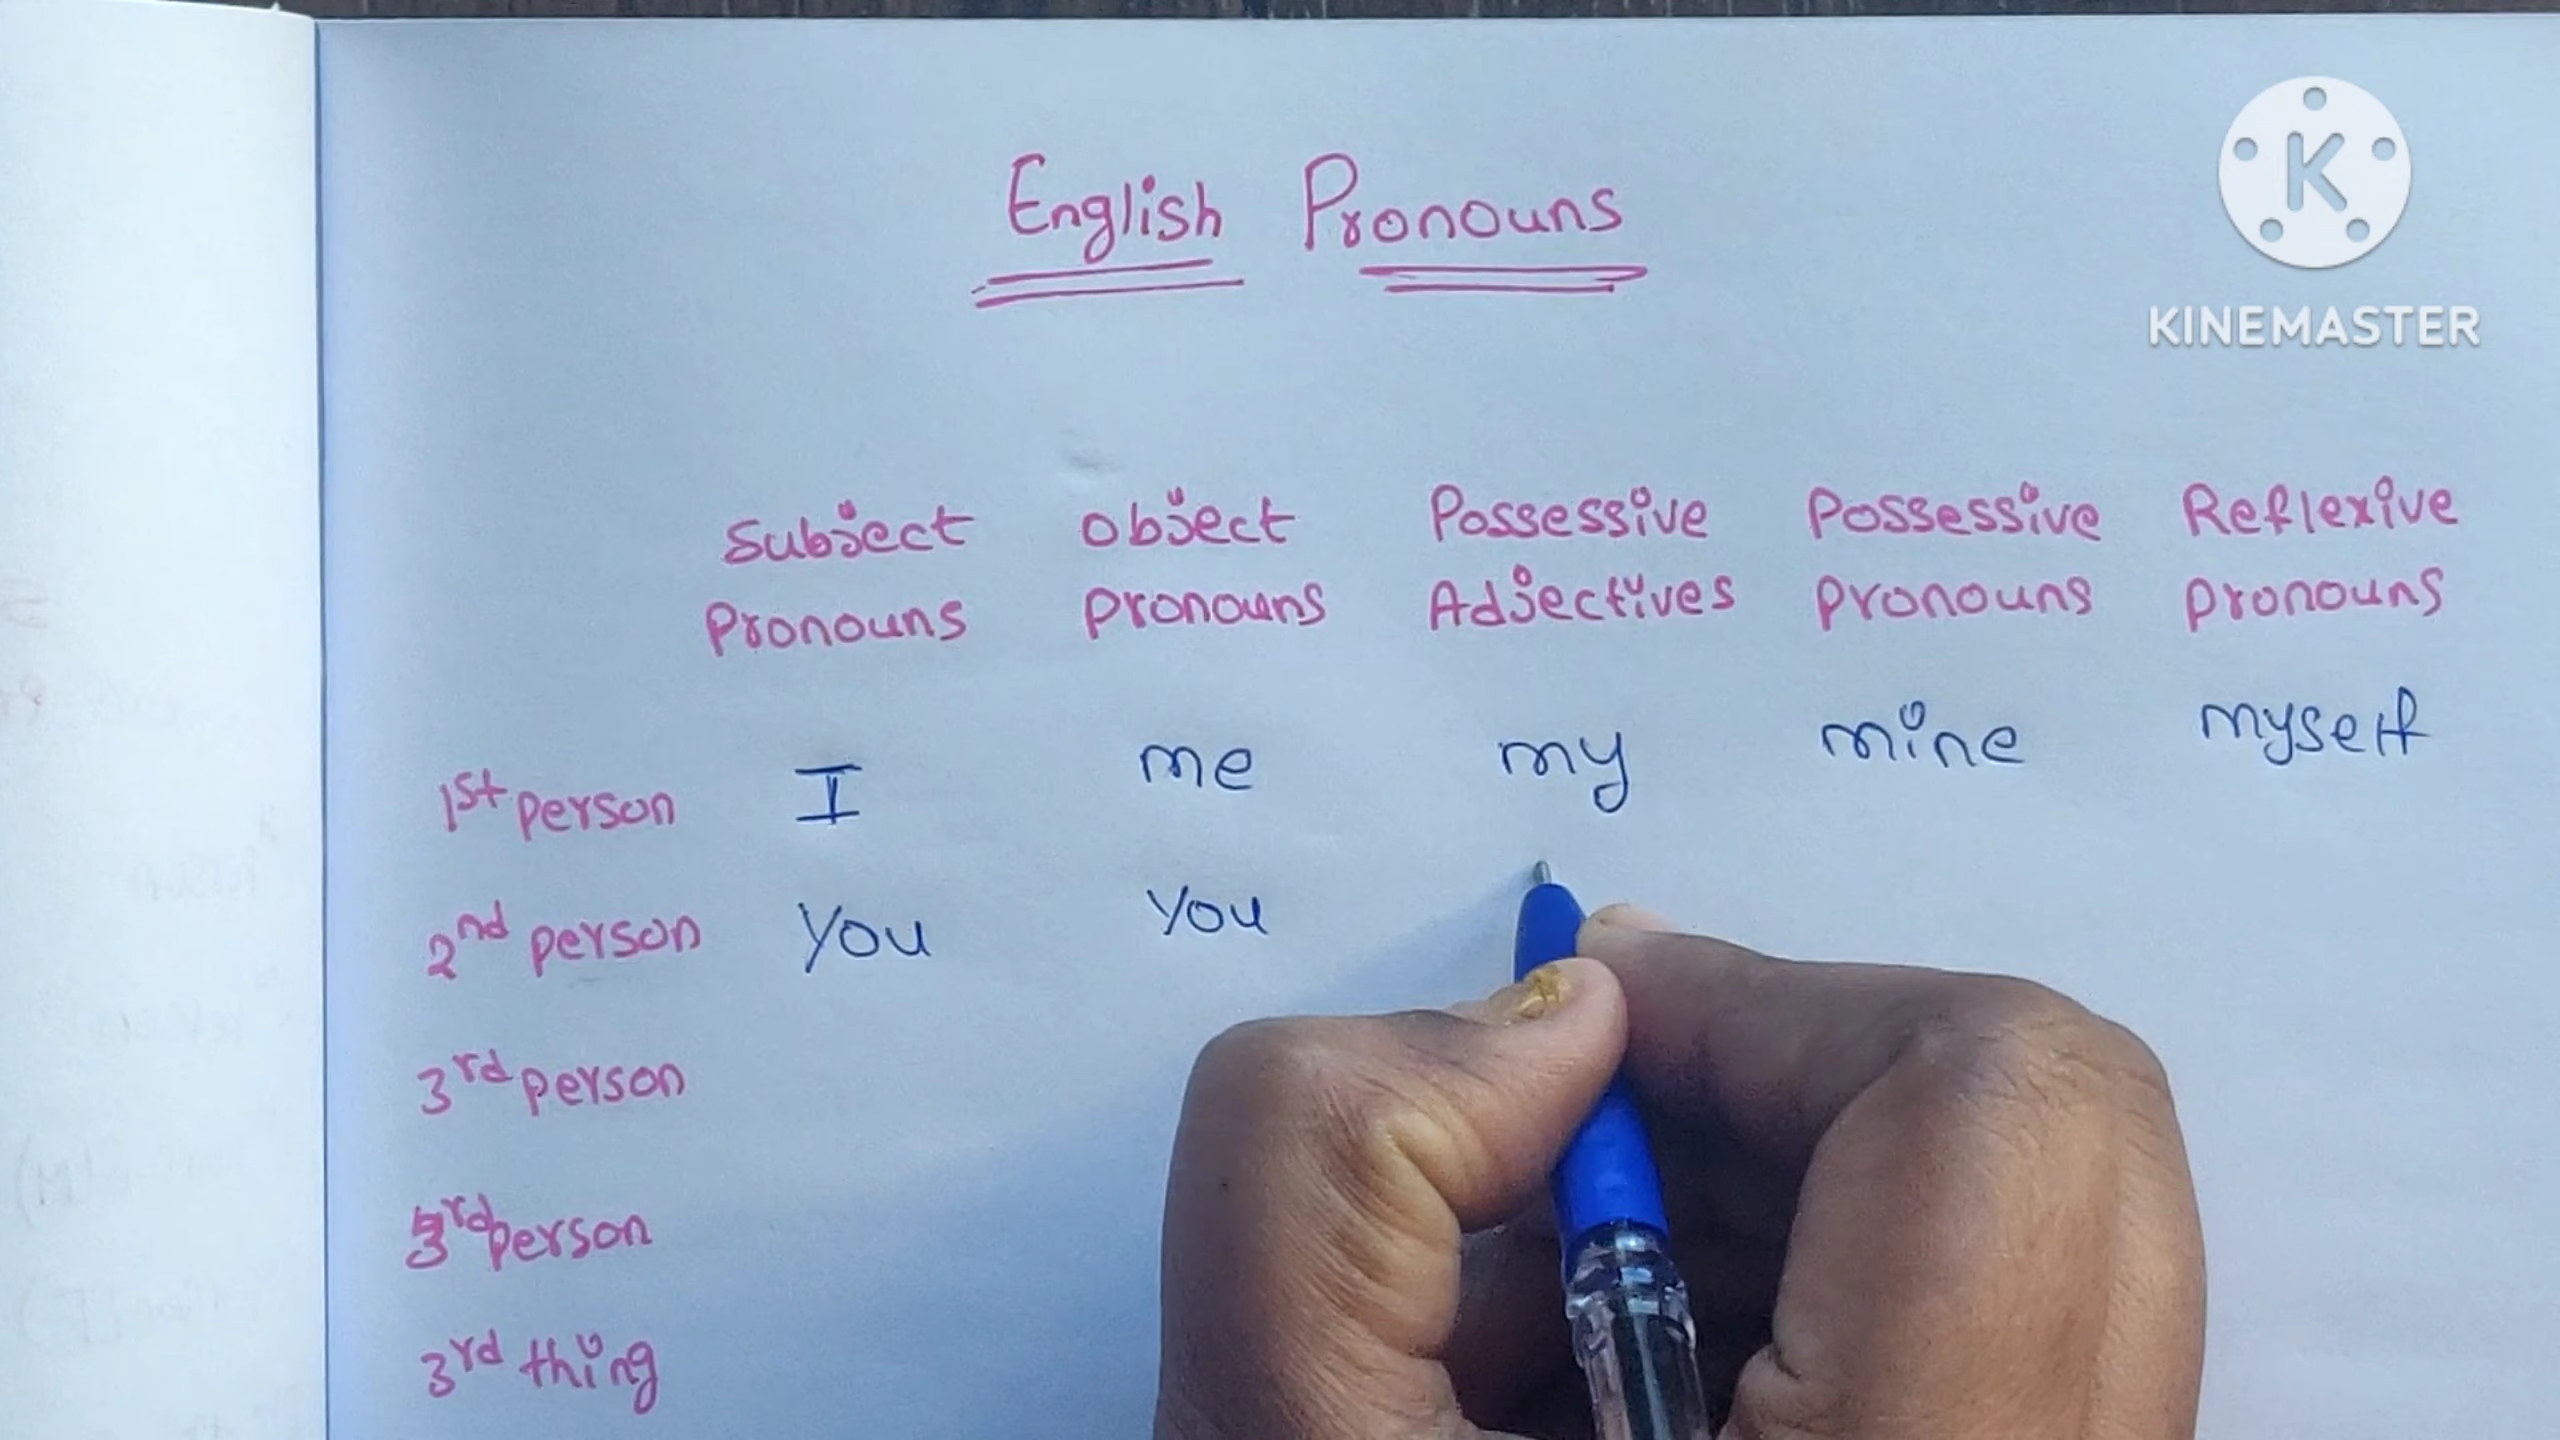 English Pronouns
K
KINEMASTER
Subject Object Possessive Possessive Reflexive
Pronouns Pronouns Adjectives Pronouns Pronouns
1st person I me my mine myself
2nd person You You
3rd person
3rd person
3rd thing